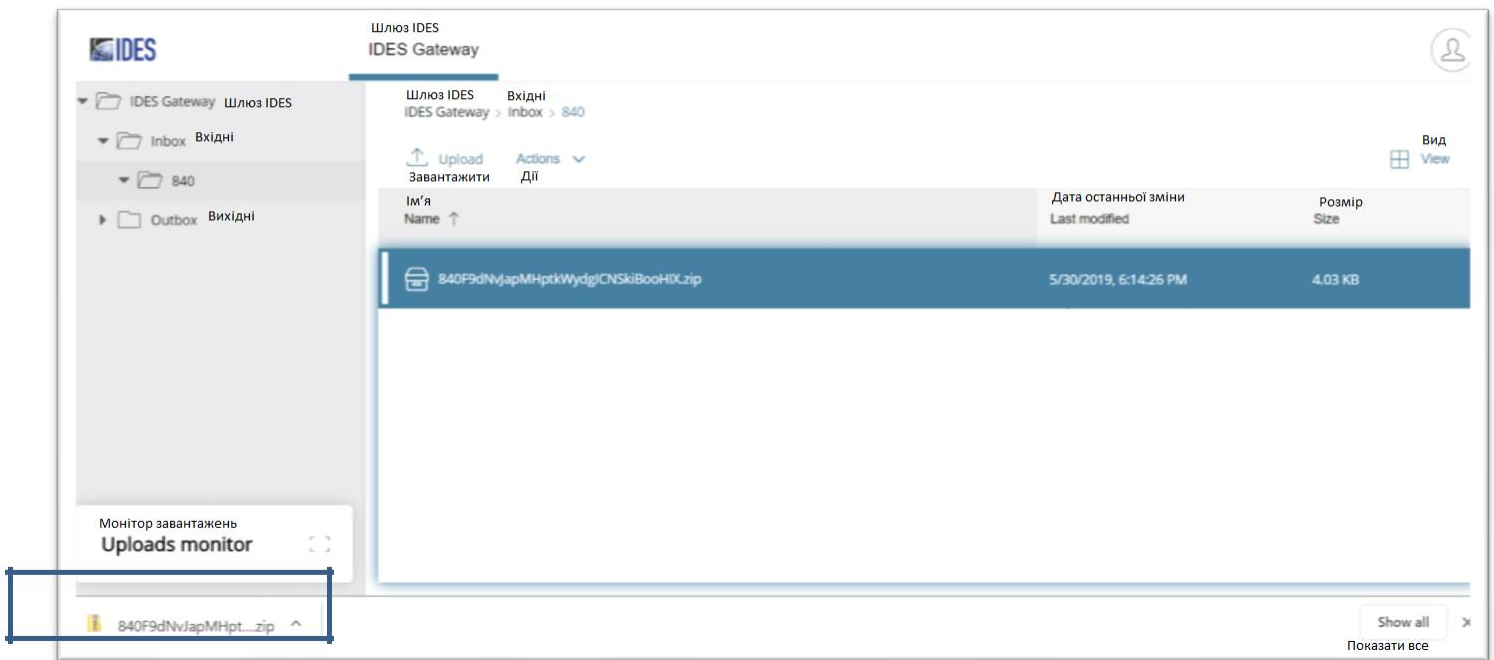 IDES
Шлюз IDES
IDES Gateway
IDES Gateway Шлюз IDES
Inbox Вхідні
840
Outbox Вихідні
Шлюз IDES Вхідні
IDES Gateway > Inbox > 840
Upload Actions
Завантажити Дії
Вид
View
Ім’я Дата останньої зміни Розмір
Name Last modified Size
5/30/2019, 6:14:26 PM 4.03 KB
Монітор завантажень
Uploads monitor
840F9dNvJapMHpt....zip
Show all
Показати все